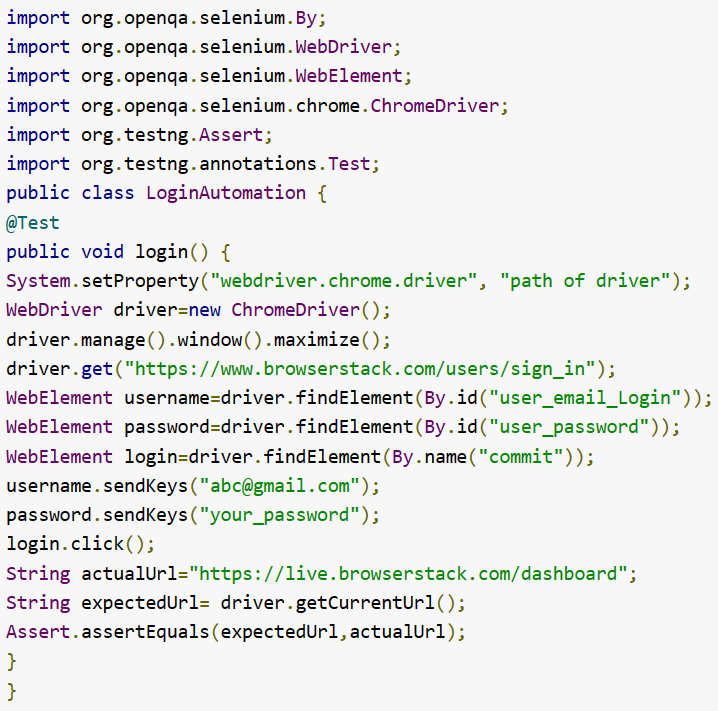 import org.openqa.selenium.By;
import org.openqa.selenium.WebDriver;
import org.openqa.selenium.WebElement;
import org.openqa.selenium.chrome.ChromeDriver;
import org.testng.Assert;
import org.testng.annotations.Test;
public class LoginAutomation {
@Test
public void login() {
System.setProperty("webdriver.chrome.driver", "path of driver");
WebDriver driver=new ChromeDriver();
driver.manage().window().maximize();
driver.get("https://www.browserstack.com/users/sign_in");
WebElement username=driver.findElement(By.id("user_email_Login"));
WebElement password=driver.findElement(By.id("user_password"));
WebElement login=driver.findElement(By.name("commit"));
username.sendKeys("abc@gmail.com");
password.sendKeys("your_password");
login.click();
String actualUrl="https://live.browserstack.com/dashboard";
String expectedUrl= driver.getCurrentUrl();
Assert.assertEquals(expectedUrl,actualUrl);
}
}